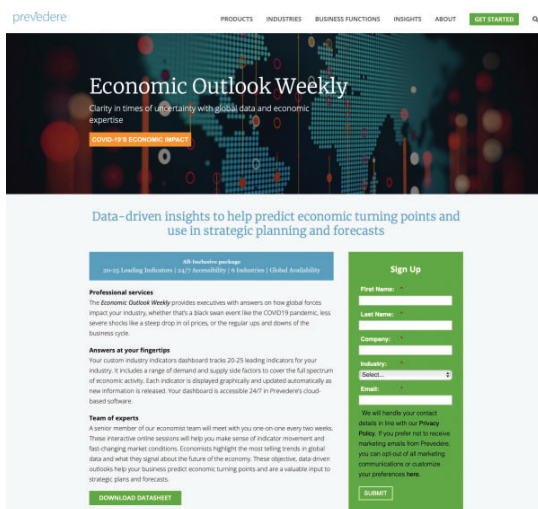 prevedere
PRODUCTS INDUSTRIES BUSINESS FUNCTIONS INSIGHTS ABOUT GET STARTED
Economic Outlook Weekly
Clarity in times of uncertainty with global data and economic
expertise
COVID-19'S ECONOMIC IMPACT
Data-driven insights to help predict economic turning points and
use in strategic planning and forecasts
All-Inclusive package
20-25 Leading Indicators | 24/7 Accessibility | 6 Industries | Global Availability
Professional services
The Economic Outlook Weekly provides executives with answers on how global forces
impact your industry, whether that's a black swan event like the COVID19 pandemic, less
severe shocks like a steep drop in oil prices, or the regular ups and downs of the
business cycle.
Answers at your fingertips
Your custom industry indicators dashboard tracks 20-25 leading indicators for your
industry. It includes a range of demand and supply side factors to cover the full spectrum
of economic activity. Each indicator is displayed graphically and updated automatically as
new information is released. Your dashboard is accessible 24/7 in Prevedere's cloud-
based software.
Team of experts
A senior member of our economist team will meet with you one-on-one every two weeks.
These interactive online sessions will help you make sense of indicator movement and
fast-changing market conditions. Economists highlight the most telling trends in global
data and what they signal about the future of the economy. These objective, data-driven
outlooks help your business predict economic turning points and are a valuable input to
strategic plans and forecasts.
DOWNLOAD DATASHEET
Sign Up
First Name: *
Last Name: *
Company: *
Industry: *
Select...
Email: *
We will handle your contact
details in line with our Privacy
Policy. If you prefer not to receive
marketing emails from Prevedere,
you can opt-out of all marketing
communications or customize
your preferences here.
SUBMIT